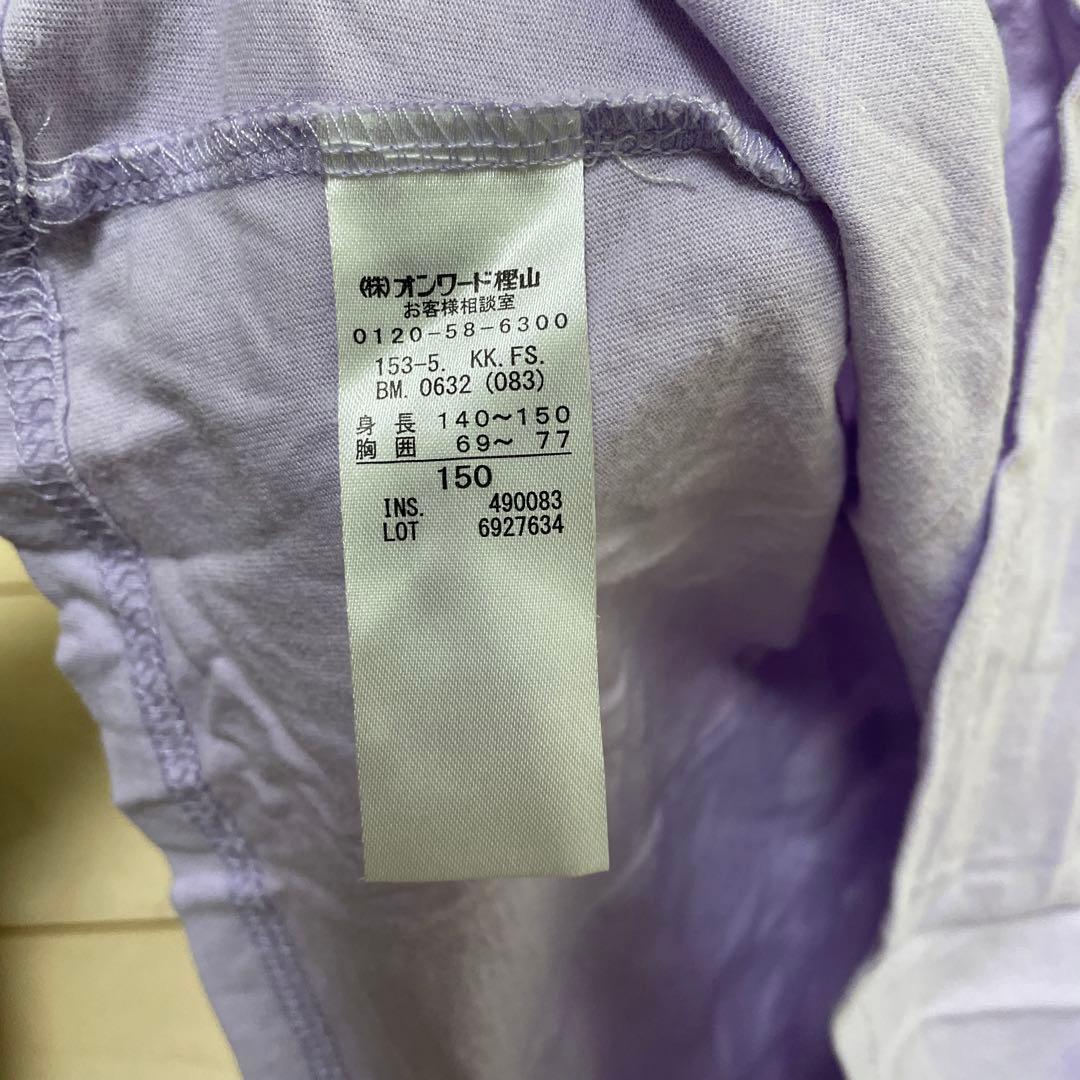 (株)オンワード樫山
お客様相談室
0120-58-6300
153-5. KK.FS.
BM. 0632 (083)
身長 140〜150
胸囲 69〜 77
150
INS. 490083
LOT 6927634